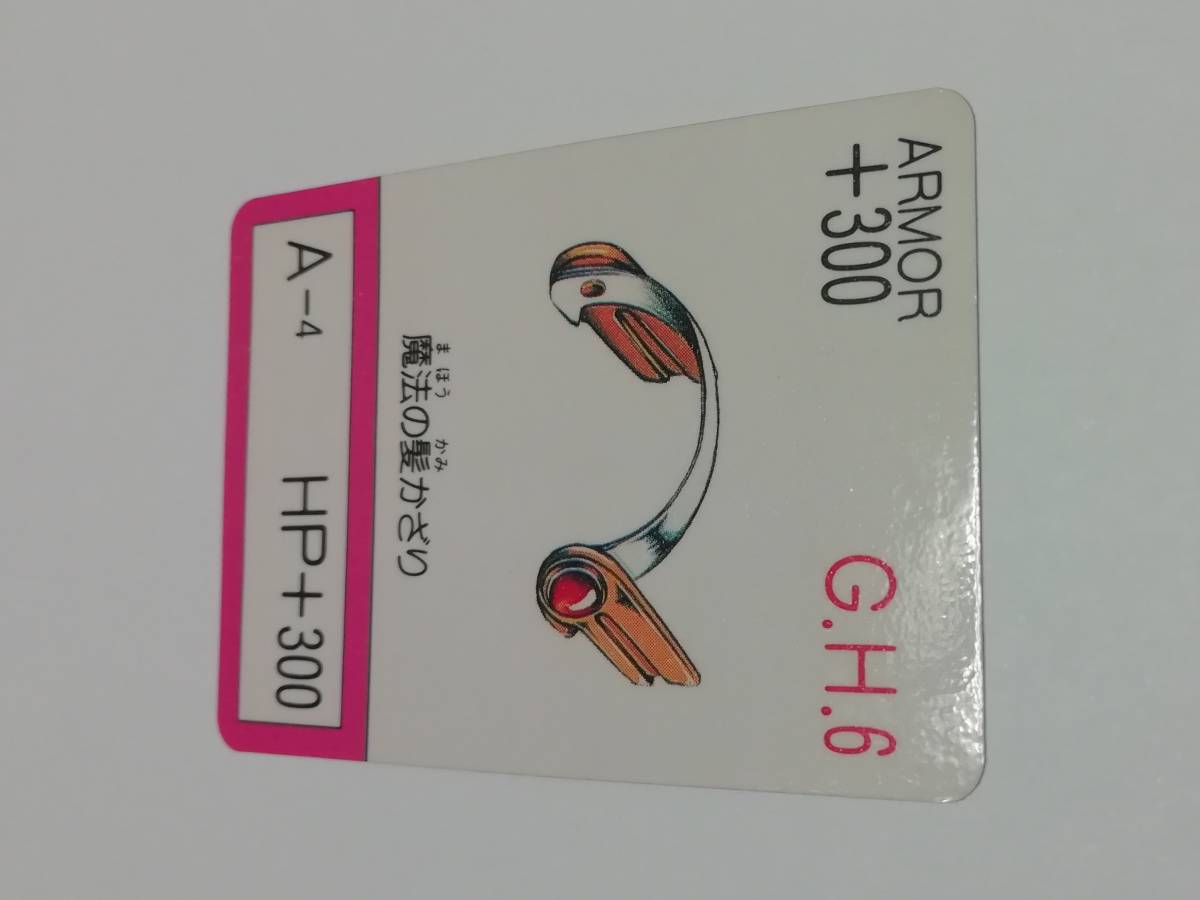 ARMOR
+300
G.H.6
まほう かみ
魔法の髪かざり
A-4 HP+300